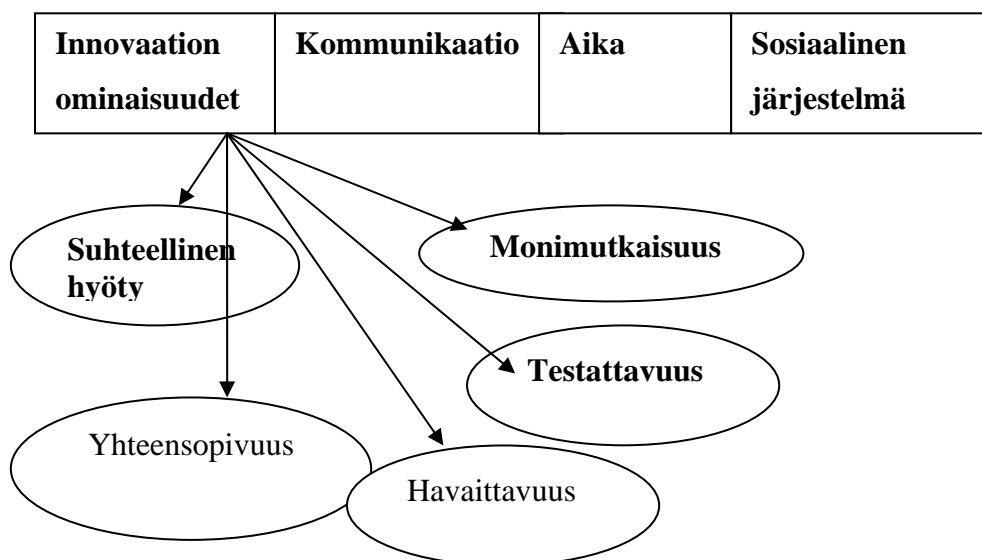 Innovaation
ominaisuudet
Kommunikaatio
Aika
Sosiaalinen
järjestelmä
Suhteellinen
hyöty
Monimutkaisuus
Testattavuus
Yhteensopivuus
Havaittavuus